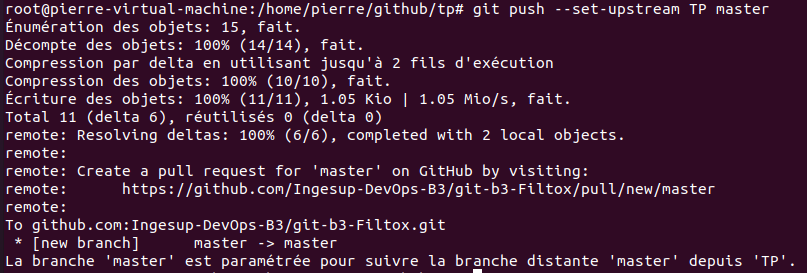 root@pierre-virtual-machine:/home/pierre/github/tp# git push --set-upstream TP master
Énumération des objets: 15, fait.
Décompte des objets: 100% (14/14), fait.
Compression par delta en utilisant jusqu'à 2 fils d'exécution
Compression des objets: 100% (10/10), fait.
Écriture des objets: 100% (11/11), 1.05 Kio | 1.05 Mio/s, fait.
Total 11 (delta 6), réutilisés 0 (delta 0)
remote: Resolving deltas: 100% (6/6), completed with 2 local objects.
remote:
remote: Create a pull request for 'master' on GitHub by visiting:
remote:      https://github.com/Ingesup-DevOps-B3/git-b3-Filtox/pull/new/master
remote:
To github.com:Ingesup-DevOps-B3/git-b3-Filtox.git
 * [new branch]      master -> master
La branche 'master' est paramétrée pour suivre la branche distante 'master' depuis 'TP'.